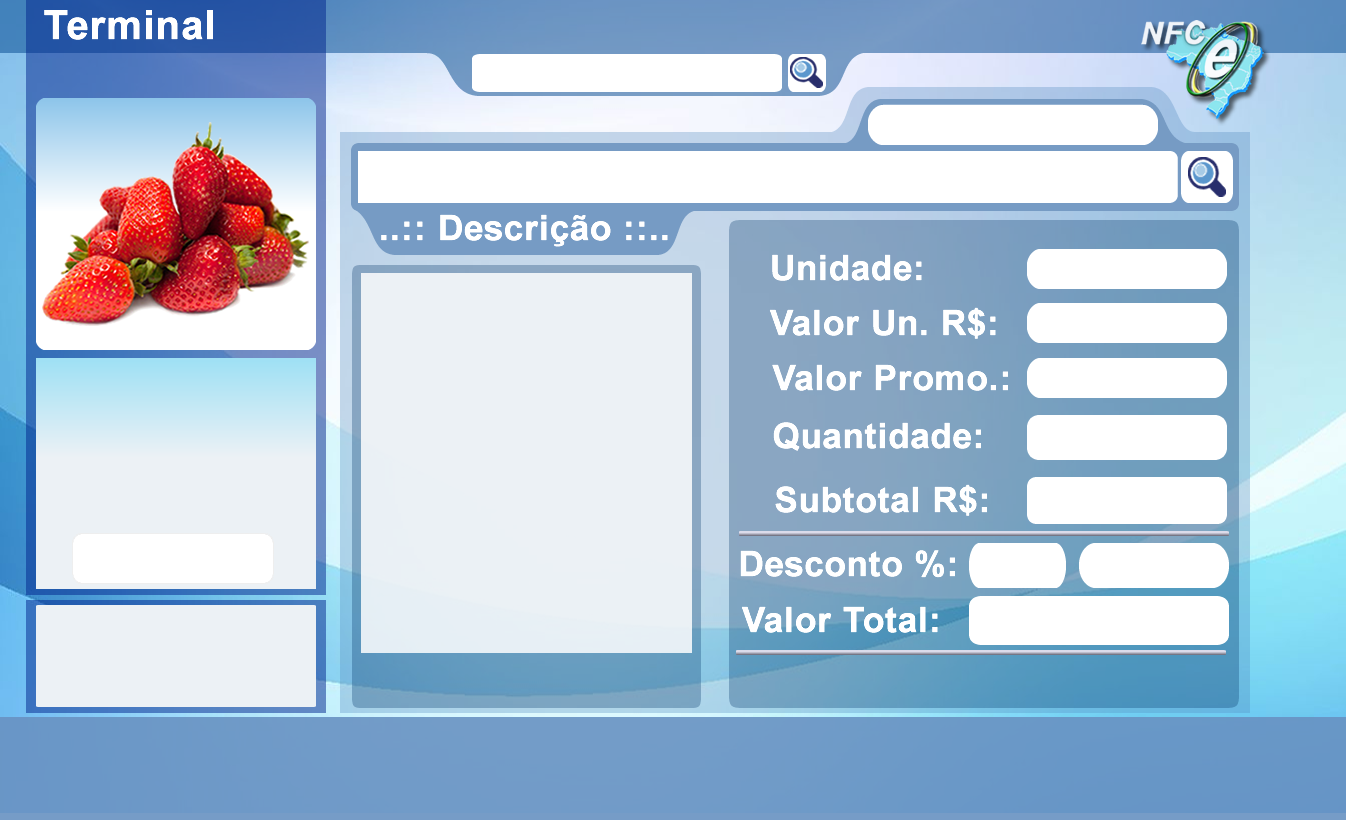 Terminal
NFC e
..:: Descrição ::..
Unidade:
Valor Un. R$:
Valor Promo.:
Quantidade:
Subtotal R$:
Desconto %:
Valor Total: